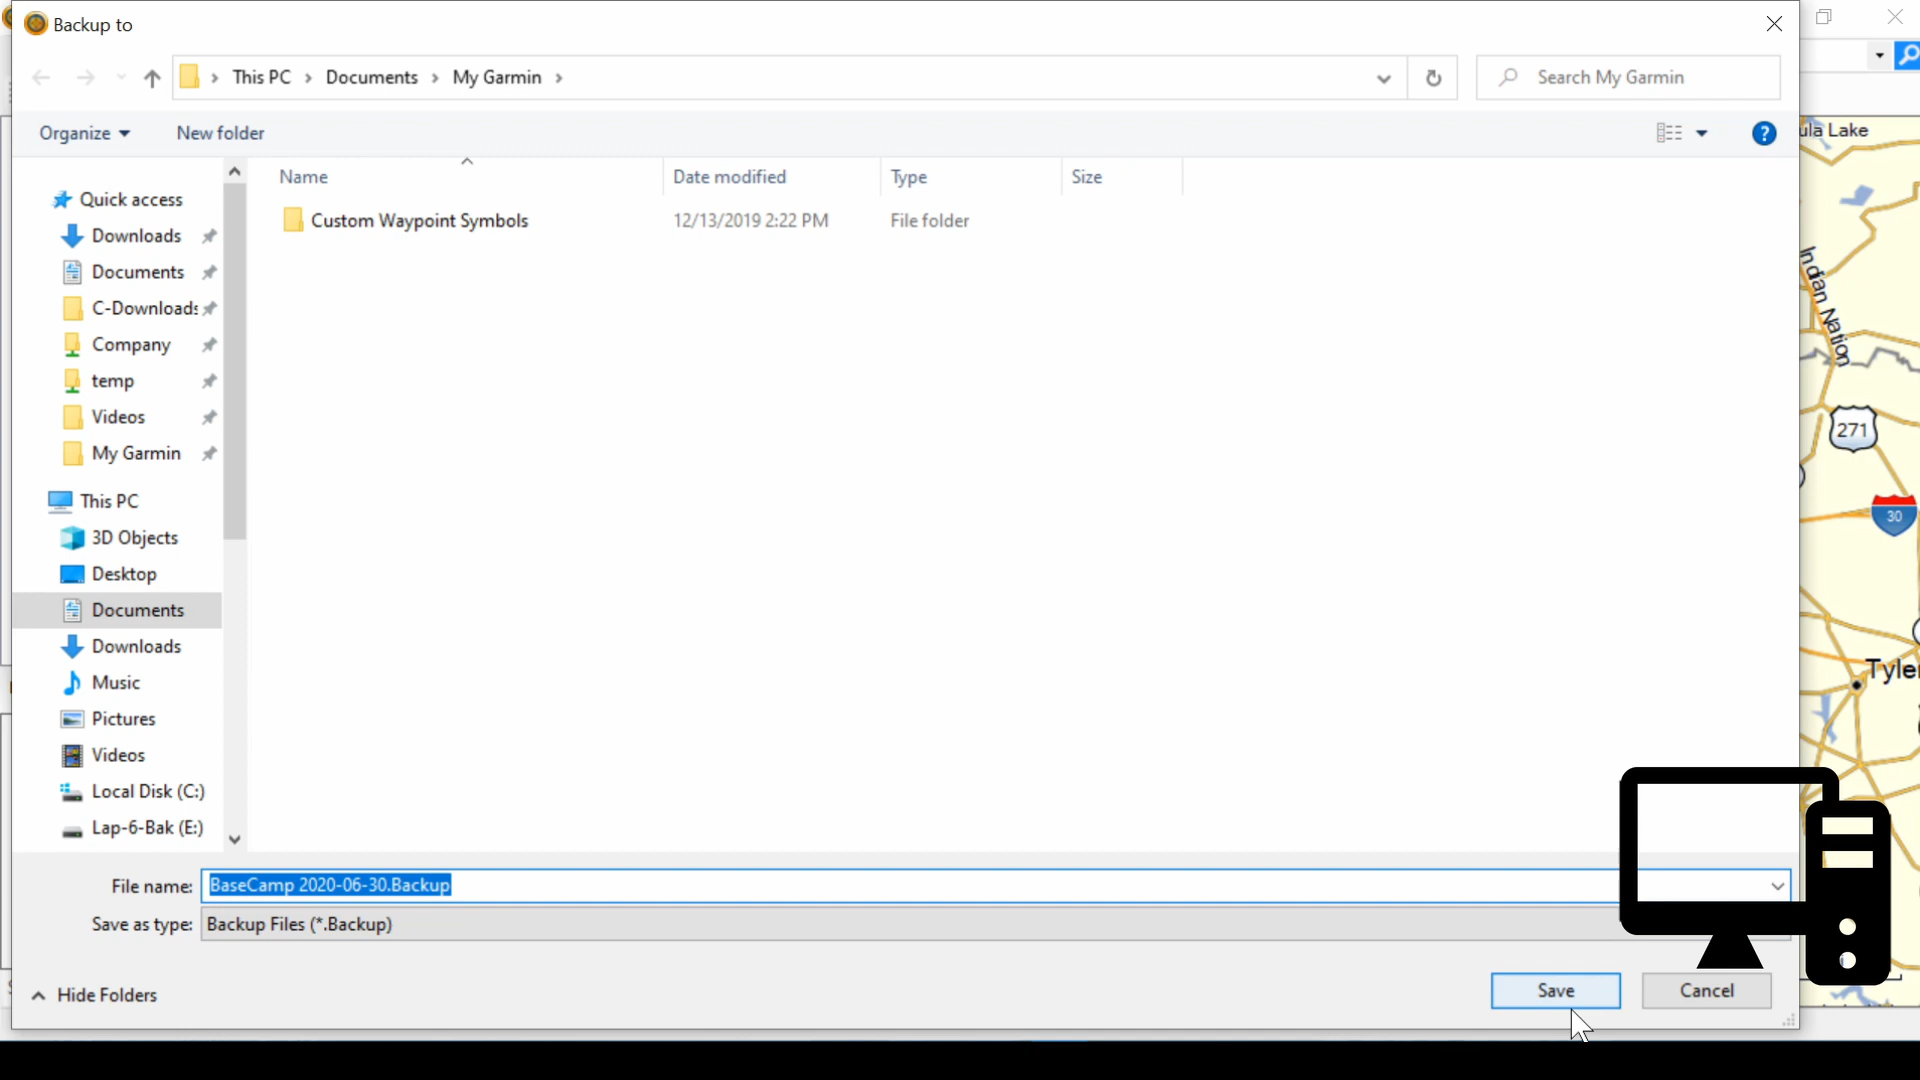 Backup to
This PC > Documents > My Garmin >
Search My Garmin
Organize
New folder
?
ula Lake
Name
Date modified
Type
Size
Custom Waypoint Symbols
12/13/2019 2:22 PM
File folder
Quick access
Downloads
Documents
C-Downloads
Company
temp
Videos
My Garmin
This PC
3D Objects
Desktop
Documents
Downloads
Music
Pictures
Videos
Local Disk (C:)
Lap-6-Bak (E:)
Indian Nation
271
30
Tyler
File name: BaseCamp 2020-06-30.Backup
Save as type: Backup Files (*.Backup)
Hide Folders
Save
Cancel